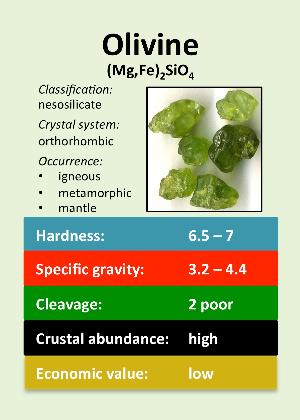 Olivine
(Mg,Fe)₂SiO₄
Classification:
nesosilicate
Crystal system:
orthorhombic
Occurrence:
• igneous
• metamorphic
• mantle
Hardness: 6.5 – 7
Specific gravity: 3.2 – 4.4
Cleavage: 2 poor
Crustal abundance: high
Economic value: low